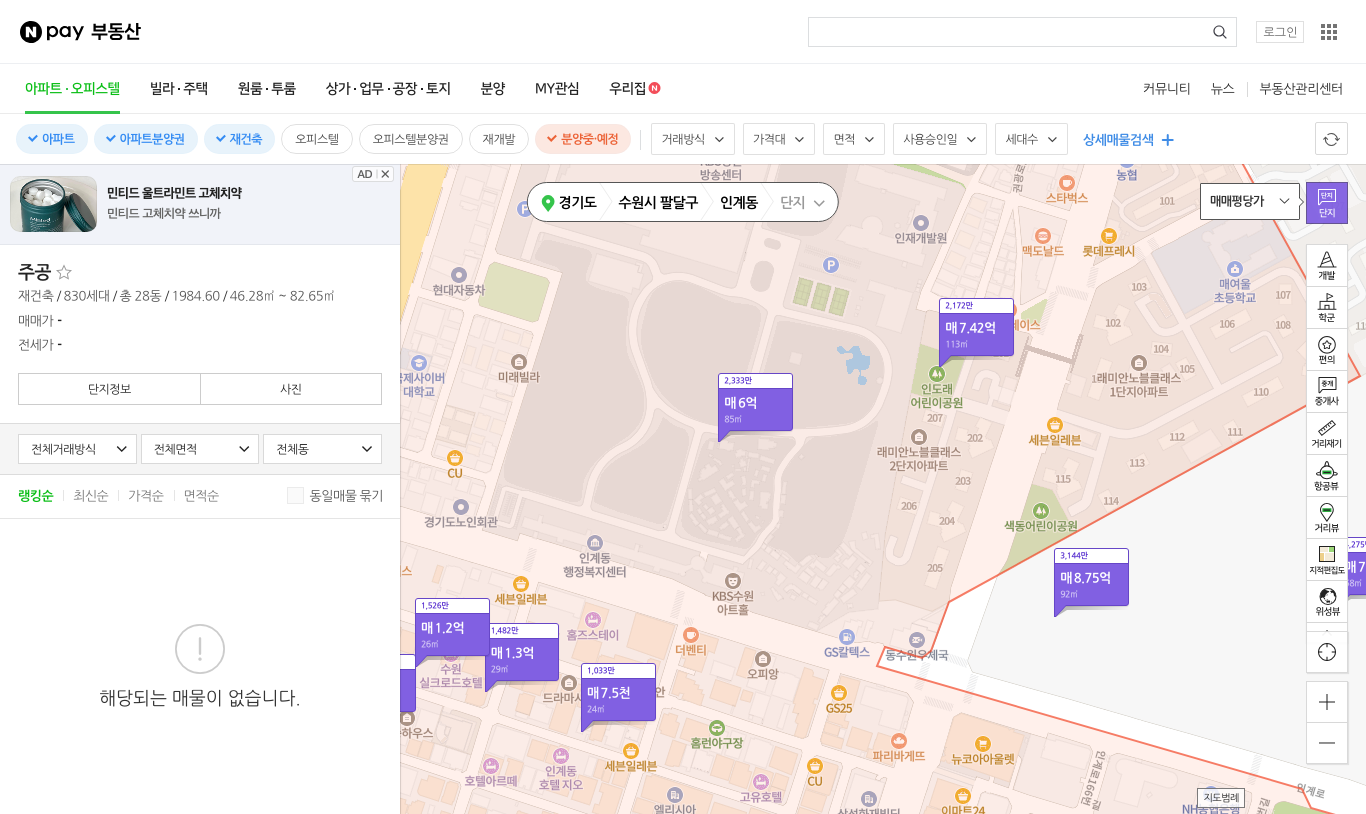 N pay 부동산
로그인
아파트·오피스텔 빌라·주택 원룸·투룸 상가·업무·공장·토지 분양 MY관심 우리집 N 커뮤니티 뉴스 부동산관리센터
아파트 아파트분양권 재건축 오피스텔 오피스텔분양권 재개발 분양중·예정 거래방식 가격대 면적 사용승인일 세대수 상세매물검색
AD
민티드 울트라민트 고체치약
민티드 고체치약 쓰니까
주공
재건축 / 830세대 / 총 28동 / 1984.60 / 46.28㎡ ~ 82.65㎡
매매가 -
전세가 -
단지정보 사진
전체거래방식 전체면적 전체동
랭킹순 최신순 가격순 면적순 동일매물 묶기
해당되는 매물이 없습니다.
경기도 수원시 팔달구 인계동 단지
매매평당가
단지
단지
개발
학군
편의
중개
중개사
거리재기
항공뷰
거리뷰
지적편집도
위성뷰
방송센터
농협
스타벅스
101
인재개발원
맥도날드
롯데프레시
P
P
매여울
초등학교
107
106
108
현대자동차
102
103
104
105
110
112
111
113
114
115
2,172만
매 7.42억
113㎡
국제사이버
대학교
미래빌라
2,333만
매 6억
85㎡
인도래
어린이공원
207
202
래미안노블클래스
1단지아파트
래미안노블클래스
2단지아파트
203
세븐일레븐
CU
경기도노인회관
206
204
205
색동어린이공원
인계동
행정복지센터
3,144만
매 8.75억
92㎡
KBS수원
아트홀
세븐일레븐
1,526만
매 1.2억
26㎡
1,482만
매 1.3억
29㎡
홈즈스테이
더벤티
GS칼텍스
동수원우체국
수원
실크로드호텔
1,033만
매 7.5천
24㎡
오피앙
GS25
홈런야구장
파리바게뜨
뉴코아아울렛
세븐일레븐
인계동
호텔 지오
호텔아르떼
고유호텔
CU
엘리시아
이마트24
인계로166번길
인계로
지도범례